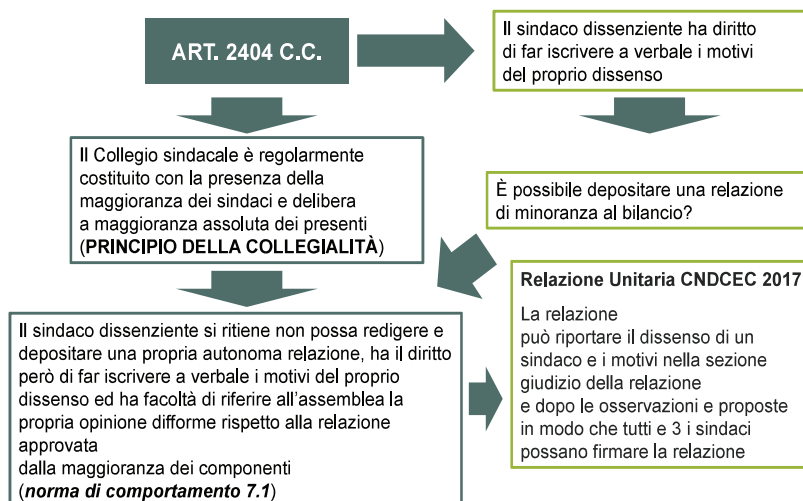 ART. 2404 C.C.
Il sindaco dissenziente ha diritto
di far iscrivere a verbale i motivi
del proprio dissenso
Il Collegio sindacale è regolarmente
costituito con la presenza della
maggioranza dei sindaci e delibera
a maggioranza assoluta dei presenti
(PRINCIPIO DELLA COLLEGIALITÀ)
È possibile depositare una relazione
di minoranza al bilancio?
Il sindaco dissenziente si ritiene non possa redigere e
depositare una propria autonoma relazione, ha il diritto
però di far iscrivere a verbale i motivi del proprio
dissenso ed ha facoltà di riferire all’assemblea la
propria opinione difforme rispetto alla relazione
approvata
dalla maggioranza dei componenti
(norma di comportamento 7.1)
Relazione Unitaria CNDCEC 2017
La relazione
può riportare il dissenso di un
sindaco e i motivi nella sezione
giudizio della relazione
e dopo le osservazioni e proposte
in modo che tutti e 3 i sindaci
possano firmare la relazione